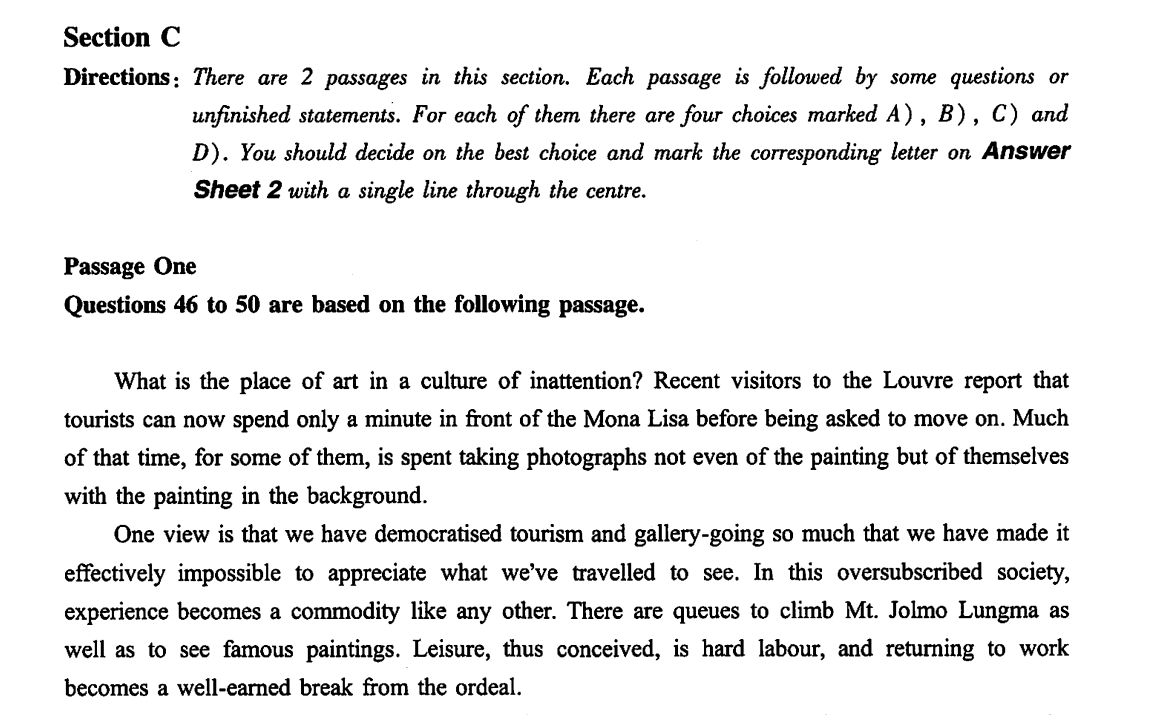 Section C
Directions: There are 2 passages in this section. Each passage is followed by some questions or
unfinished statements. For each of them there are four choices marked A), B), C) and
D). You should decide on the best choice and mark the corresponding letter on Answer
Sheet 2 with a single line through the centre.
Passage One
Questions 46 to 50 are based on the following passage.
What is the place of art in a culture of inattention? Recent visitors to the Louvre report that
tourists can now spend only a minute in front of the Mona Lisa before being asked to move on. Much
of that time, for some of them, is spent taking photographs not even of the painting but of themselves
with the painting in the background.
One view is that we have democratised tourism and gallery-going so much that we have made it
effectively impossible to appreciate what we've travelled to see. In this oversubscribed society,
experience becomes a commodity like any other. There are queues to climb Mt. Jolmo Lungma as
well as to see famous paintings. Leisure, thus conceived, is hard labour, and returning to work
becomes a well-earned break from the ordeal.